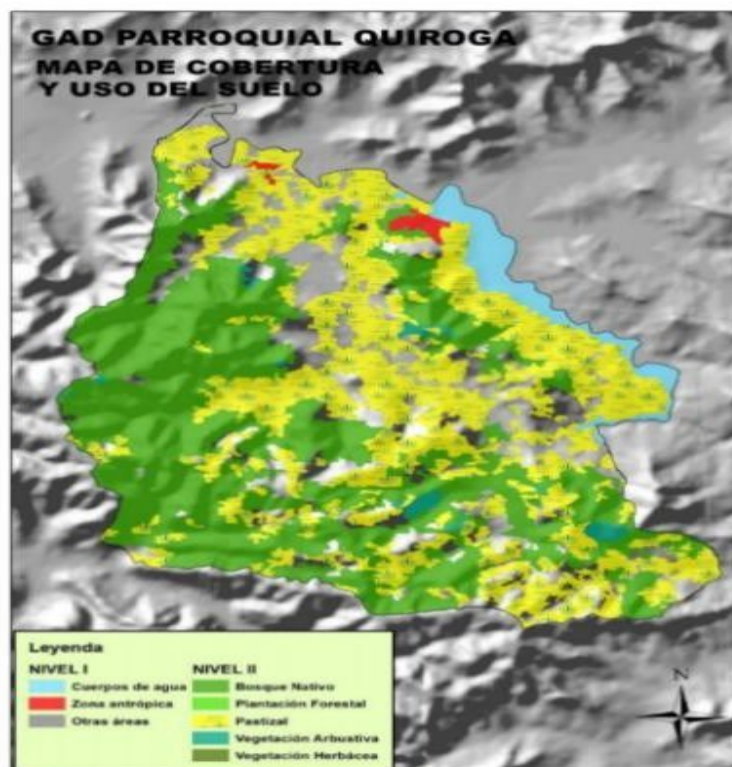 GAD PARROQUIAL QUIROGA
MAPA DE COBERTURA
Y USO DEL SUELO
Leyenda
NIVEL I
Cuerpos de agua
Zona antrópica
Otras áreas
NIVEL II
Bosque Nativo
Plantación Forestal
Pastizal
Vegetación Arbustiva
Vegetación Herbácea
N